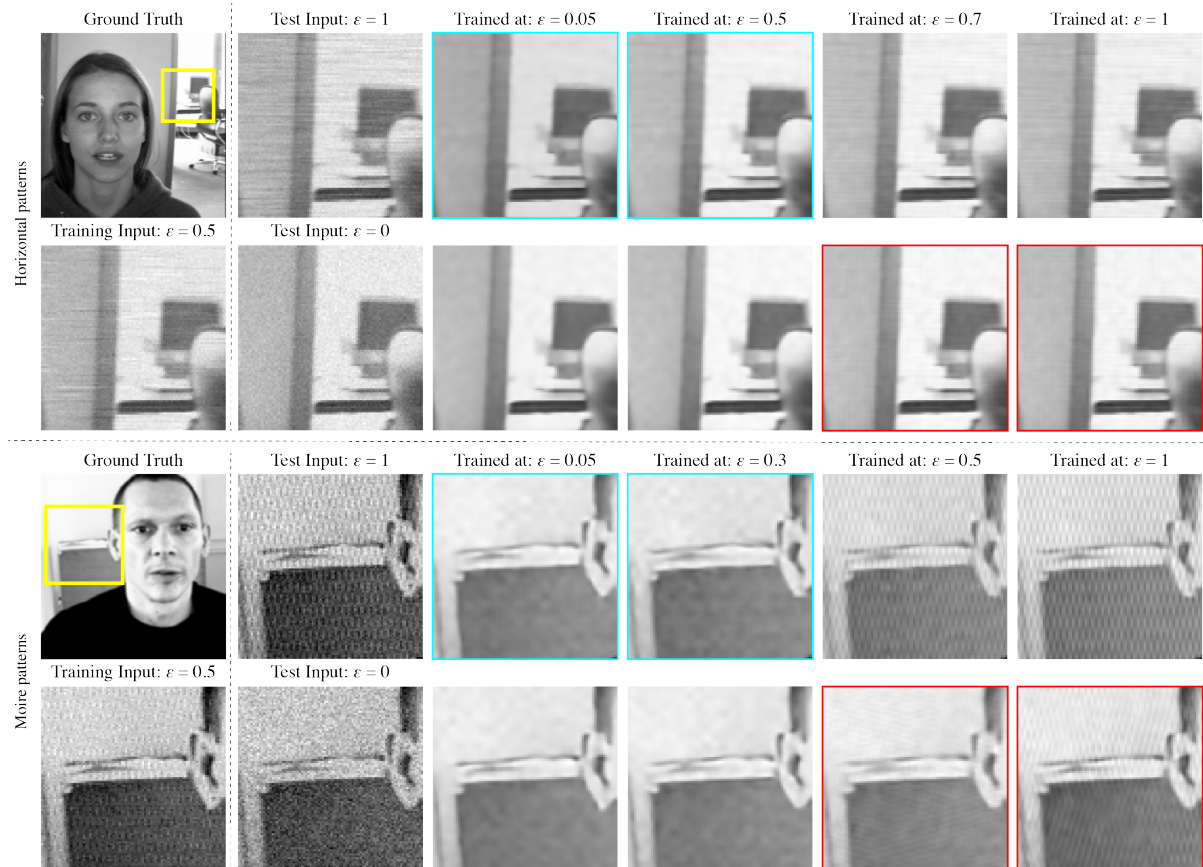 Ground Truth
Test Input: ε = 1
Trained at: ε = 0.05
Trained at: ε = 0.5
Trained at: ε = 0.7
Trained at: ε = 1
Horizontal patterns
Training Input: ε = 0.5
Test Input: ε = 0
Ground Truth
Test Input: ε = 1
Trained at: ε = 0.05
Trained at: ε = 0.3
Trained at: ε = 0.5
Trained at: ε = 1
Moire patterns
Training Input: ε = 0.5
Test Input: ε = 0